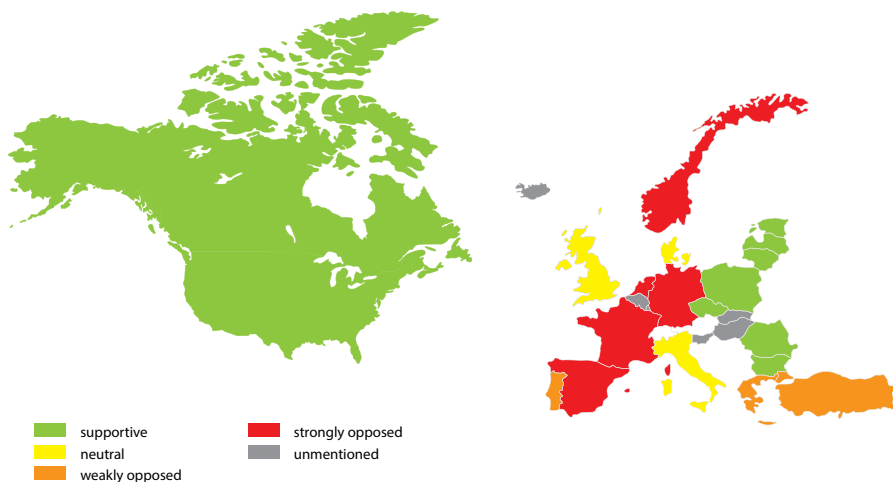 supportive
neutral
weakly opposed
strongly opposed
unmentioned